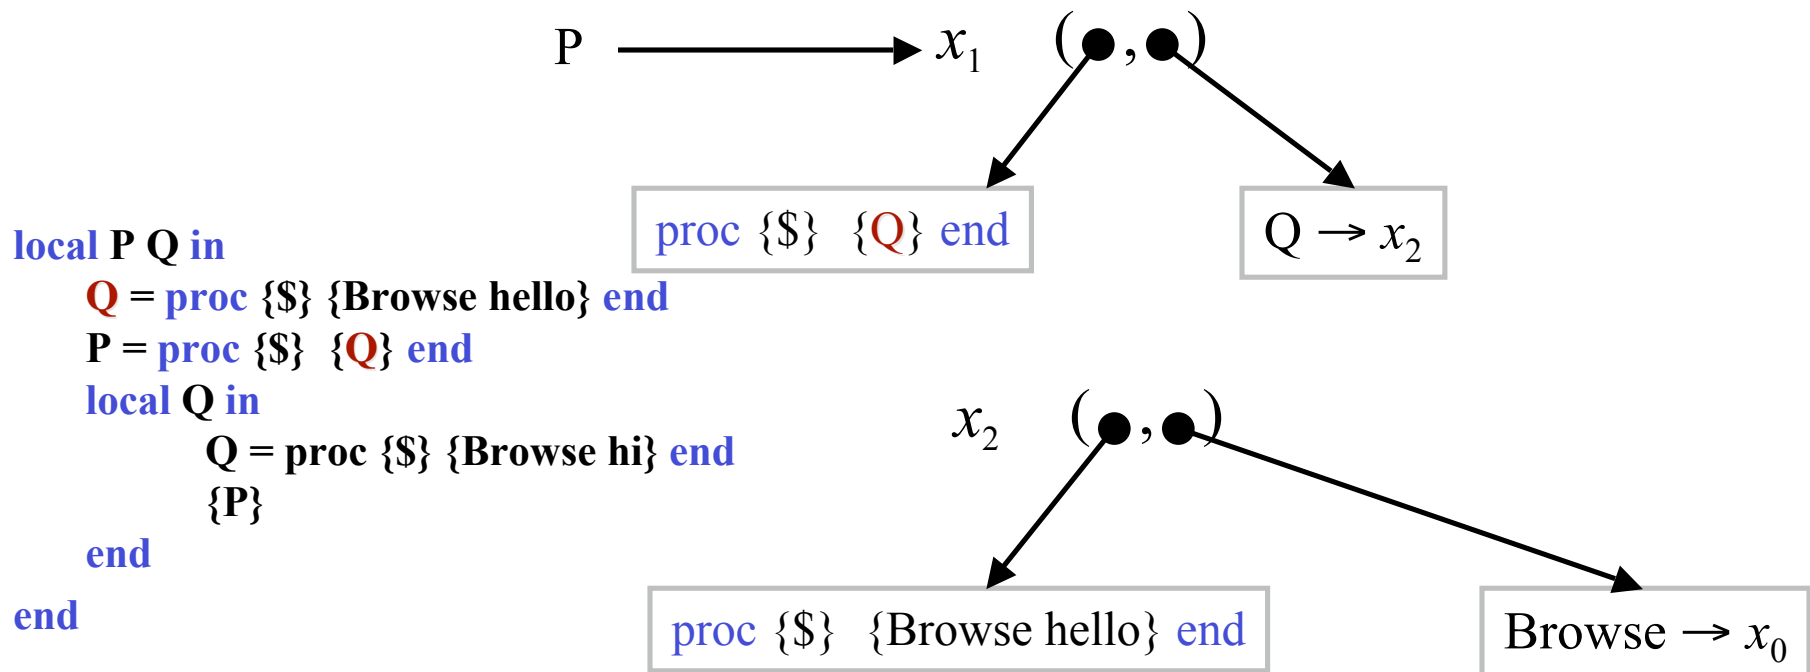 P x₁ (●,●)
proc {$} {Q} end
Q → x₂
local P Q in
Q = proc {$} {Browse hello} end
P = proc {$} {Q} end
local Q in
Q = proc {$} {Browse hi} end
{P}
end
end
x₂ (●,●)
proc {$} {Browse hello} end
Browse → x₀